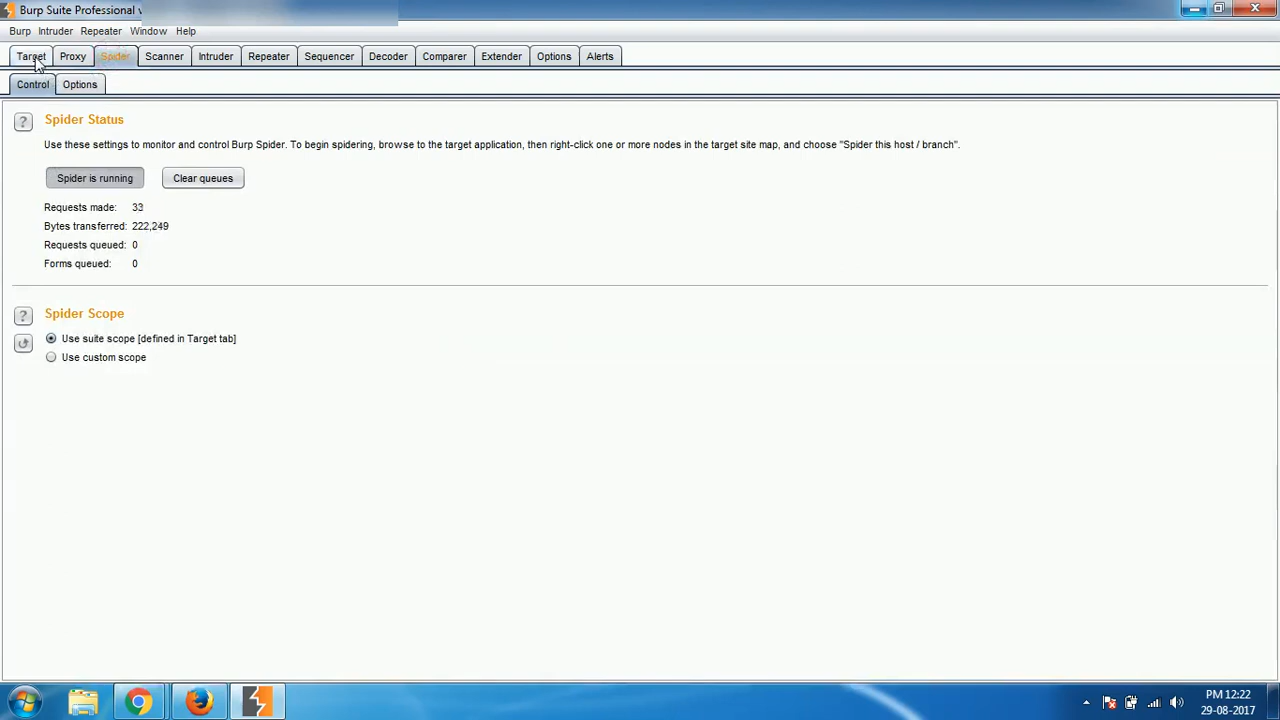 Burp Suite Professional v
Burp Intruder Repeater Window Help
Target Proxy Spider Scanner Intruder Repeater Sequencer Decoder Comparer Extender Options Alerts
Control Options
? Spider Status
Use these settings to monitor and control Burp Spider. To begin spidering, browse to the target application, then right-click one or more nodes in the target site map, and choose "Spider this host / branch".
Spider is running Clear queues
Requests made: 33
Bytes transferred: 222,249
Requests queued: 0
Forms queued: 0
? Spider Scope
Use suite scope [defined in Target tab]
Use custom scope
PM 12:22
29-08-2017